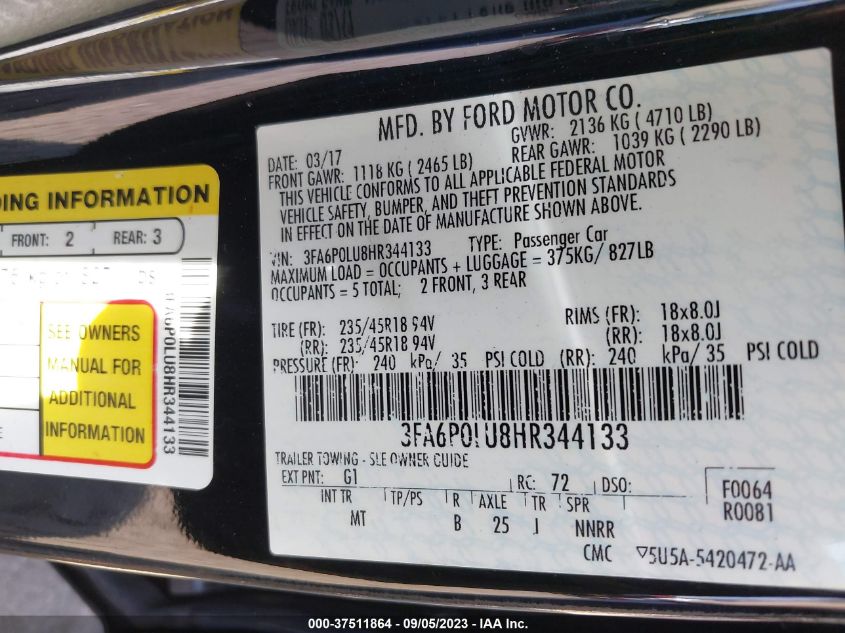 DING INFORMATION
FRONT: 2 REAR: 3
SEE OWNERS
MANUAL FOR
ADDITIONAL
INFORMATION
3FA6P0LU8HR344133
MFD. BY FORD MOTOR CO.
DATE: 03/17 GVWR: 2136 KG ( 4710 LB)
FRONT GAWR: 1118 KG ( 2465 LB) REAR GAWR: 1039 KG ( 2290 LB)
THIS VEHICLE CONFORMS TO ALL APPLICABLE FEDERAL MOTOR
VEHICLE SAFETY, BUMPER, AND THEFT PREVENTION STANDARDS
IN EFFECT ON THE DATE OF MANUFACTURE SHOWN ABOVE.
VIN: 3FA6P0LU8HR344133 TYPE: Passenger Car
MAXIMUM LOAD = OCCUPANTS + LUGGAGE = 375KG/ 827LB
OCCUPANTS = 5 TOTAL; 2 FRONT, 3 REAR
TIRE (FR): 235/45R18 94V RIMS (FR): 18x8.0J
(RR): 235/45R18 94V (RR): 18x8.0J
PRESSURE (FR): 240 kPa/ 35 PSI COLD (RR): 240 kPa/ 35 PSI COLD
3FA6P0LU8HR344133
TRAILER TOWING - SEE OWNER GUIDE
EXT PNT: G1 RC: 72 DSO: F0064
INT TR TP/PS R AXLE TR SPR R0081
MT B 25 J NNRR
CMC ▽5U5A-5420472-AA
000-37511864 (OFFSITE) - 09/05/2023 - IAA Inc.